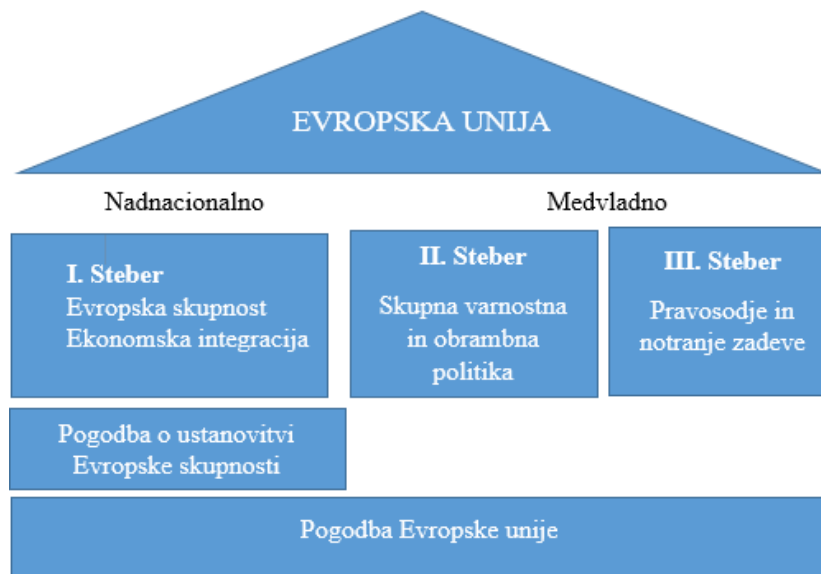 EVROPSKA UNIJA
Nadnacionalno
Medvladno
I. Steber
Evropska skupnost
Ekonomska integracija
II. Steber
Skupna varnostna
in obrambna
politika
III. Steber
Pravosodje in
notranje zadeve
Pogodba o ustanovitvi
Evropske skupnosti
Pogodba Evropske unije